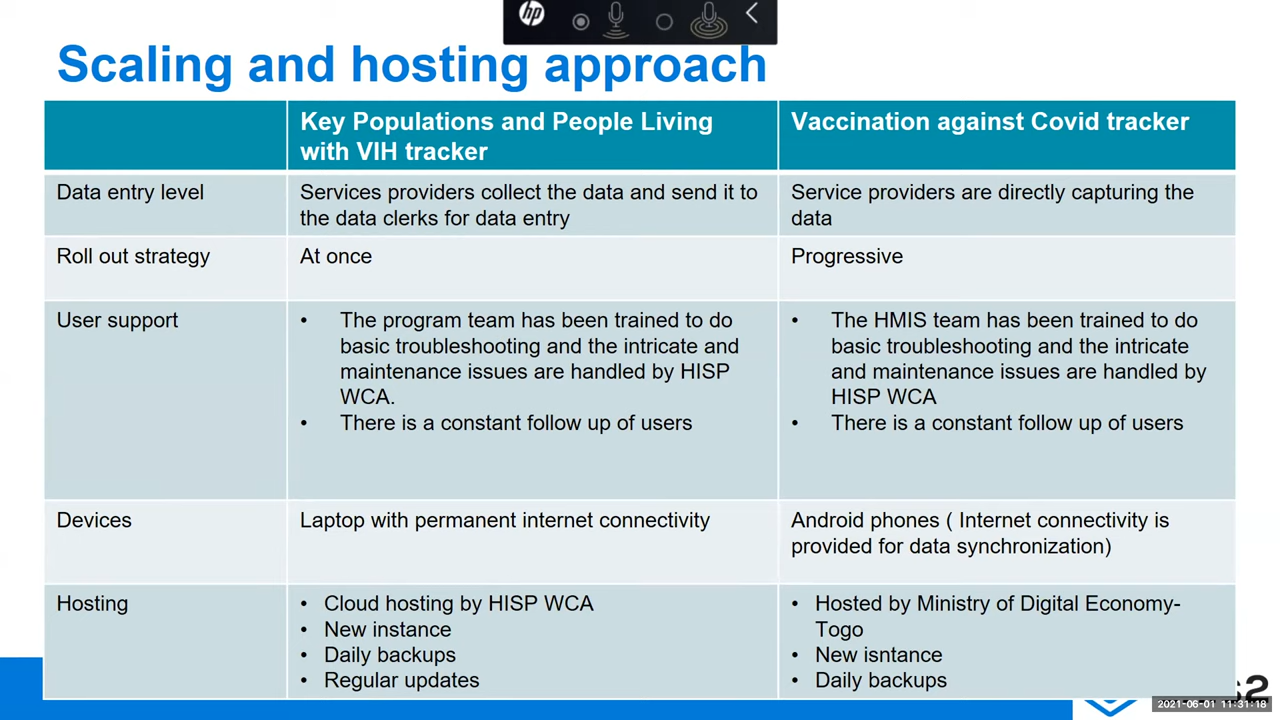 hp
Scaling and hosting approach
Key Populations and People Living
with VIH tracker
Vaccination against Covid tracker
Data entry level
Services providers collect the data and send it to
the data clerks for data entry
Service providers are directly capturing the
data
Roll out strategy
At once
Progressive
User support
• The program team has been trained to do
basic troubleshooting and the intricate and
maintenance issues are handled by HISP
WCA.
• There is a constant follow up of users
• The HMIS team has been trained to do
basic troubleshooting and the intricate
and maintenance issues are handled by
HISP WCA
• There is a constant follow up of users
Devices
Laptop with permanent internet connectivity
Android phones ( Internet connectivity is
provided for data synchronization)
Hosting
• Cloud hosting by HISP WCA
• New instance
• Daily backups
• Regular updates
• Hosted by Ministry of Digital Economy-
Togo
• New isntance
• Daily backups
2021-06-01 11:31:18